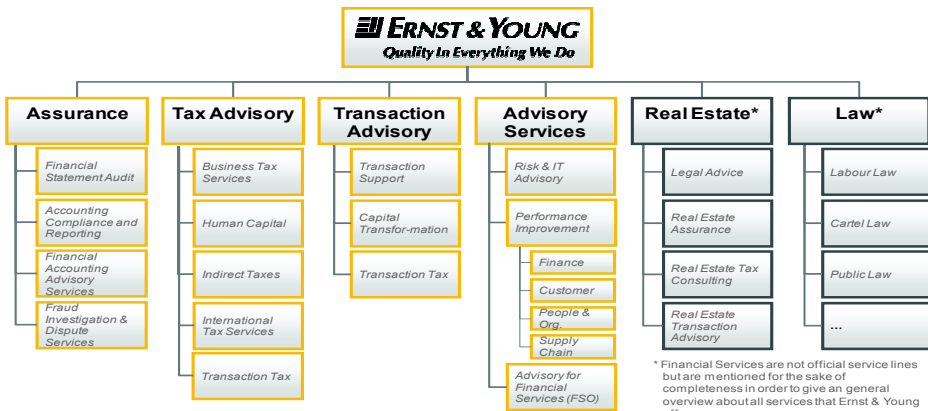 ERNST & YOUNG
Quality In Everything We Do
Assurance
Financial
Statement Audit
Accounting
Compliance and
Reporting
Financial
Accounting
Advisory
Services
Fraud
Investigation &
Dispute
Services
Tax Advisory
Business Tax
Services
Human Capital
Indirect Taxes
International
Tax Services
Transaction Tax
Transaction
Advisory
Transaction
Support
Capital
Transfor-mation
Transaction Tax
Advisory
Services
Risk & IT
Advisory
Performance
Improvement
Finance
Customer
People &
Org.
Supply
Chain
Advisory for
Financial
Services (FSO)
Real Estate*
Legal Advice
Real Estate
Assurance
Real Estate Tax
Consulting
Real Estate
Transaction
Advisory
Law*
Labour Law
Cartel Law
Public Law
...
* Financial Services are not official service lines
but are mentioned for the sake of
completeness in order to give an general
overview about all services that Ernst & Young